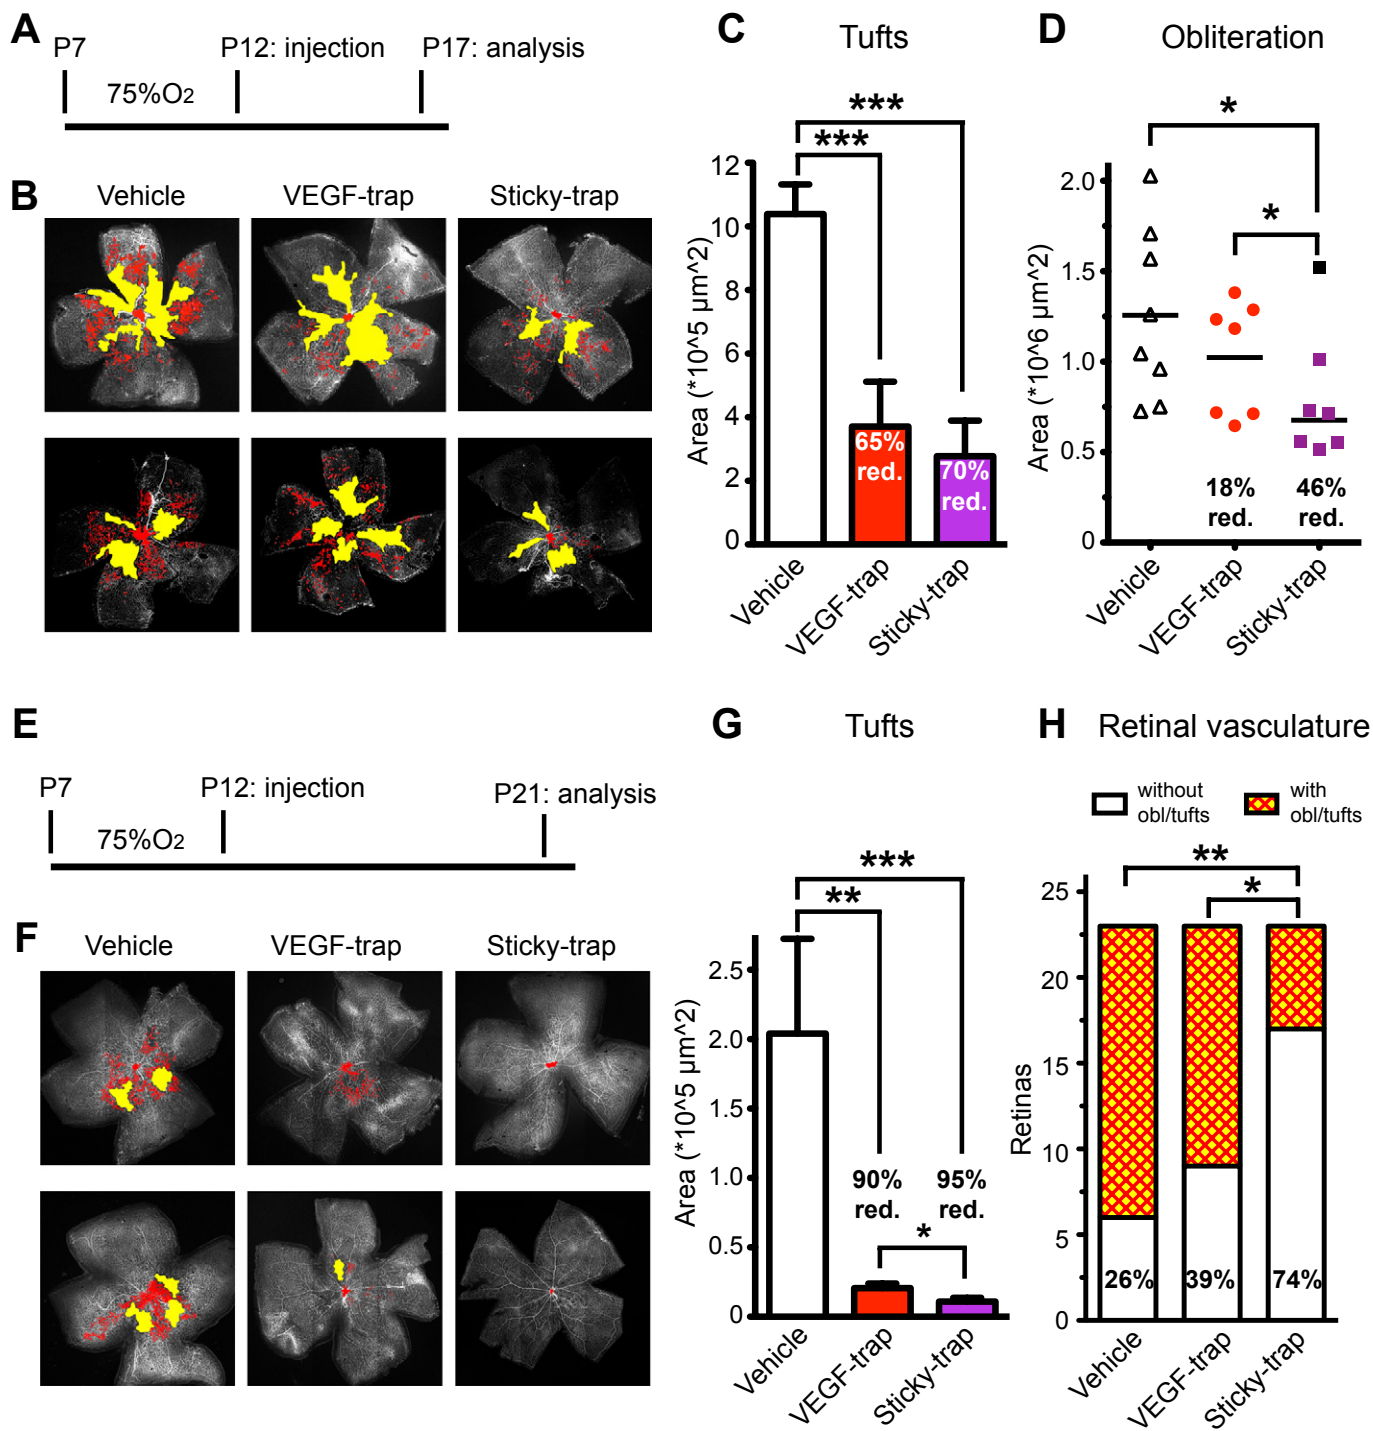 A
P7
P12: injection
P17: analysis
75%O2
B
Vehicle
VEGF-trap
Sticky-trap
C
Tufts
***
***
12
10
8
6
4
2
0
Area (*10^5 µm^2)
65%
red.
70%
red.
Vehicle
VEGF-trap
Sticky-trap
D
Obliteration
*
*
2.0
1.5
1.0
0.5
0
Area (*10^6 µm^2)
18%
red.
46%
red.
Vehicle
VEGF-trap
Sticky-trap
E
P7
P12: injection
P21: analysis
75%O2
F
Vehicle
VEGF-trap
Sticky-trap
G
Tufts
***
**
2.5
2.0
1.5
1.0
0.5
0
Area (*10^5 µm^2)
90%
red.
95%
red.
*
Vehicle
VEGF-trap
Sticky-trap
H
Retinal vasculature
without
obl/tufts
with
obl/tufts
**
*
25
20
15
10
5
0
Retinas
26%
39%
74%
Vehicle
VEGF-trap
Sticky-trap